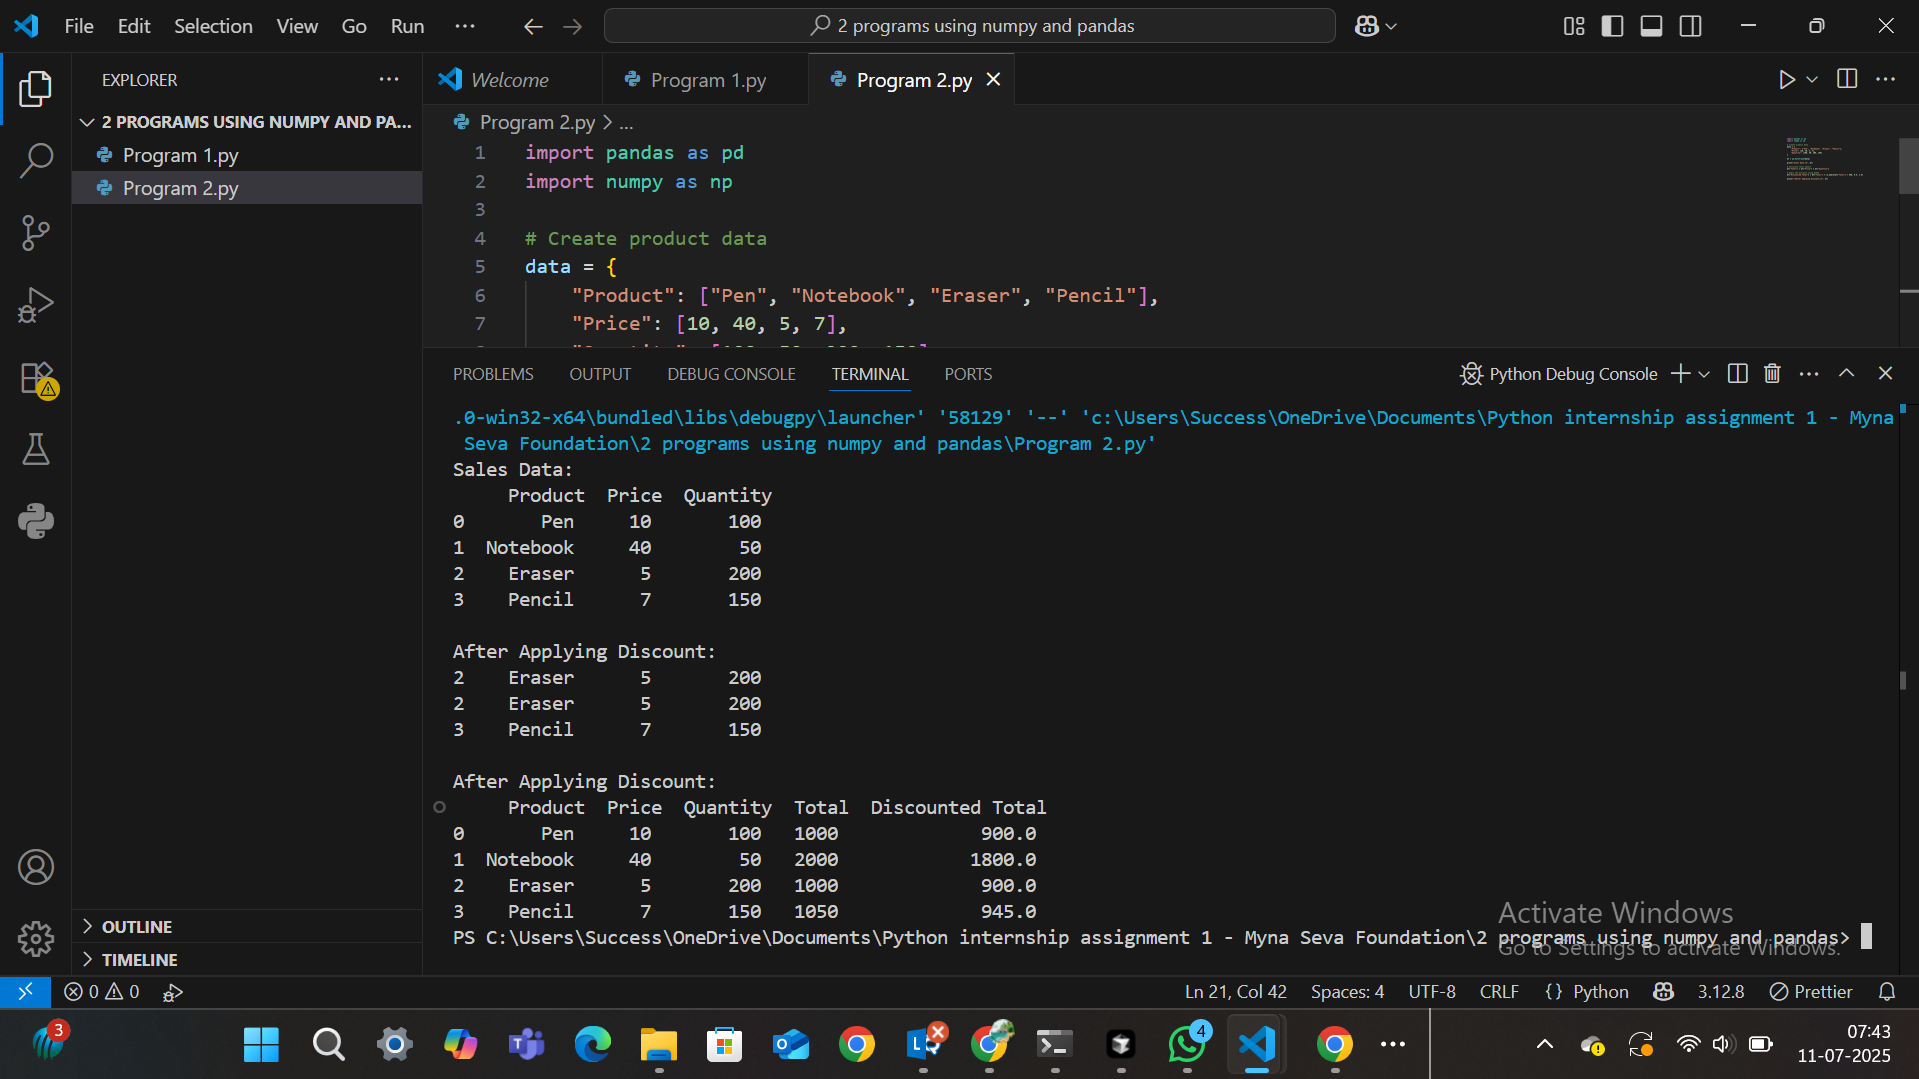 File Edit Selection View Go Run ···
2 programs using numpy and pandas
EXPLORER
2 PROGRAMS USING NUMPY AND PA...
Program 1.py
Program 2.py
OUTLINE
TIMELINE
Welcome
Program 1.py
Program 2.py
Program 2.py > ...
1 import pandas as pd
2 import numpy as np
3
4 # Create product data
5 data = {
6 "Product": ["Pen", "Notebook", "Eraser", "Pencil"],
7 "Price": [10, 40, 5, 7],
PROBLEMS OUTPUT DEBUG CONSOLE TERMINAL PORTS
Python Debug Console
.0-win32-x64\bundled\libs\debugpy\launcher' '58129' '--' 'c:\Users\Success\OneDrive\Documents\Python internship assignment 1 - Myna
Seva Foundation\2 programs using numpy and pandas\Program 2.py'
Sales Data:
Product Price Quantity
0 Pen 10 100
1 Notebook 40 50
2 Eraser 5 200
3 Pencil 7 150
After Applying Discount:
2 Eraser 5 200
2 Eraser 5 200
3 Pencil 7 150
After Applying Discount:
Product Price Quantity Total Discounted Total
0 Pen 10 100 1000 900.0
1 Notebook 40 50 2000 1800.0
2 Eraser 5 200 1000 900.0
3 Pencil 7 150 1050 945.0
PS C:\Users\Success\OneDrive\Documents\Python internship assignment 1 - Myna Seva Foundation\2 programs using numpy and pandas>
Activate Windows
Go to Settings to activate Windows.
0 0
Ln 21, Col 42 Spaces: 4 UTF-8 CRLF {} Python 3.12.8 Prettier
3
4
07:43
11-07-2025